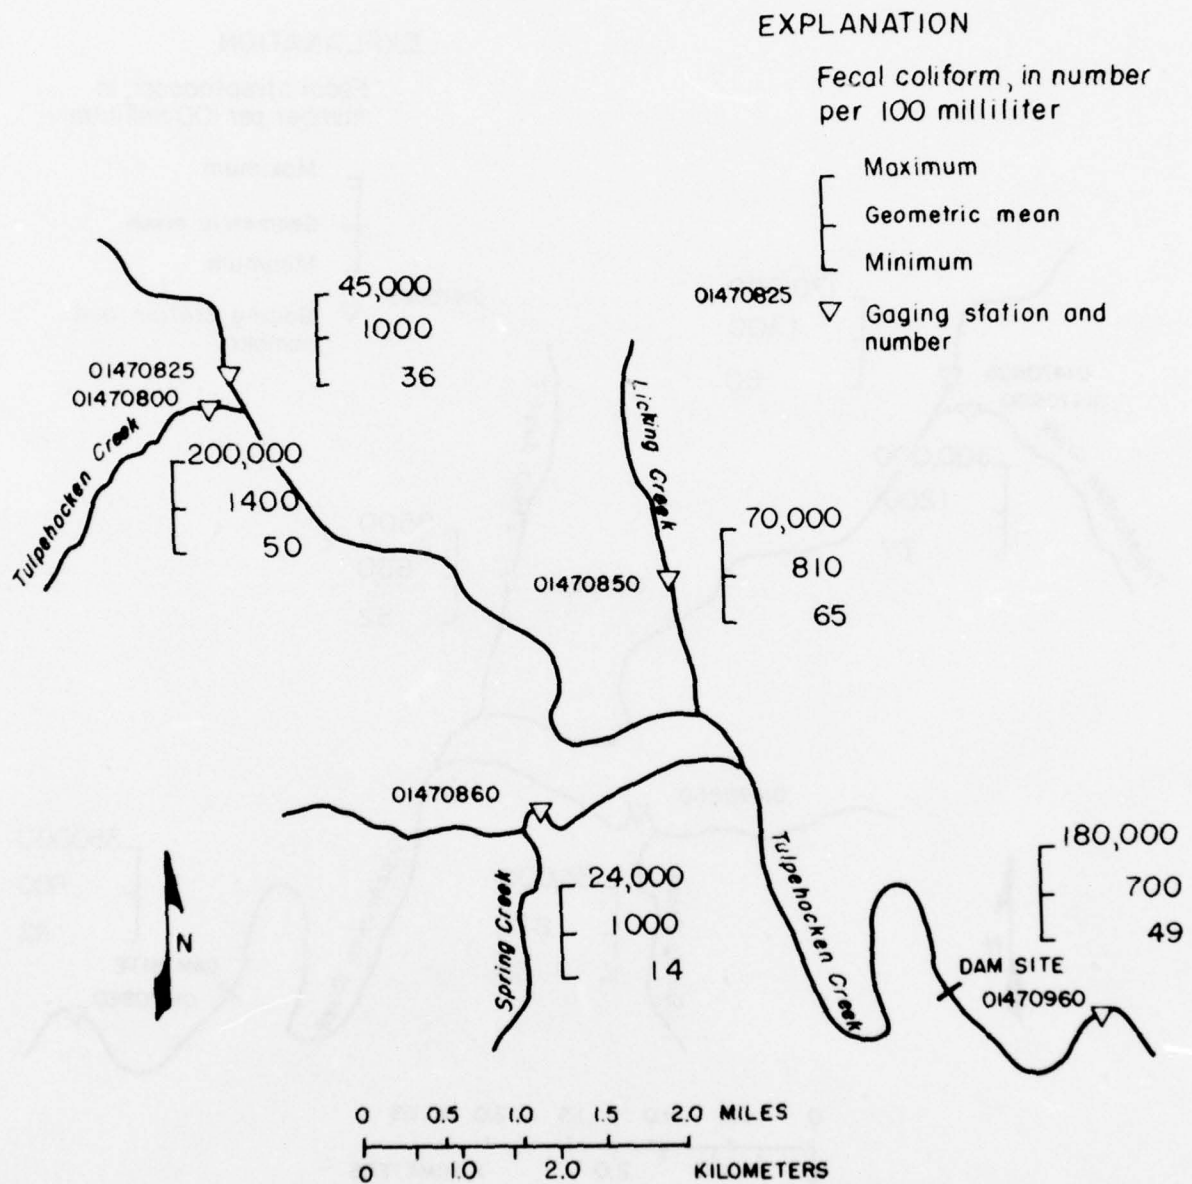 EXPLANATION
Fecal coliform, in number
per 100 milliliter
Maximum
Geometric mean
Minimum
01470825
Gaging station and
number
45,000
1000
36
01470825
01470800
Tulpehocken Creek
200,000
1400
50
Licking Creek
70,000
810
65
01470850
01470860
Spring Creek
24,000
1000
14
Tulpehocken Creek
180,000
700
49
DAM SITE
01470960
N
0 0.5 1.0 1.5 2.0 MILES
0 1.0 2.0 KILOMETERS